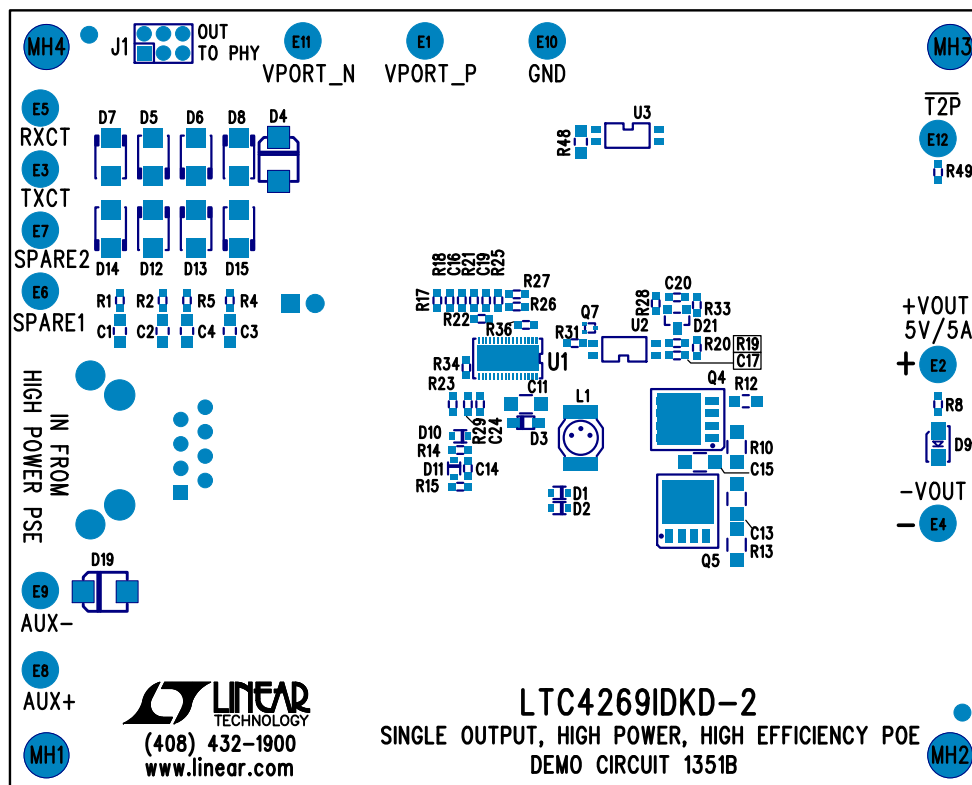 MH4
J1
OUT
TO PHY
E11
VPORT_N
E1
VPORT_P
E10
GND
MH3
E5
RXCT
E3
TXCT
E7
SPARE2
E6
SPARE1
D7 D5 D6 D8 D4
D14 D12 D13 D15
R1 R2 R5 R4
C1 C2 C4 C3
U3
R48
T2P
E12
R49
R18 C16 R21 C19 R25
R17
R27
R26
R22
R36
R34
U1
Q7
R31
U2
R28
C20
R33
D21
R20
R19
C17
+VOUT
5V/5A
+
E2
R8
D9
-VOUT
-
E4
R23
R29
C24
C11
D3
L1
D10
R14
D11
C14
R15
D1
D2
Q4
R12
R10
C15
C13
R13
Q5
IN FROM
HIGH POWER PSE
D19
E9
AUX-
E8
AUX+
MH1
LINEAR
TECHNOLOGY
(408) 432-1900
www.linear.com
LTC4269IDKD-2
SINGLE OUTPUT, HIGH POWER, HIGH EFFICIENCY POE
DEMO CIRCUIT 1351B
MH2